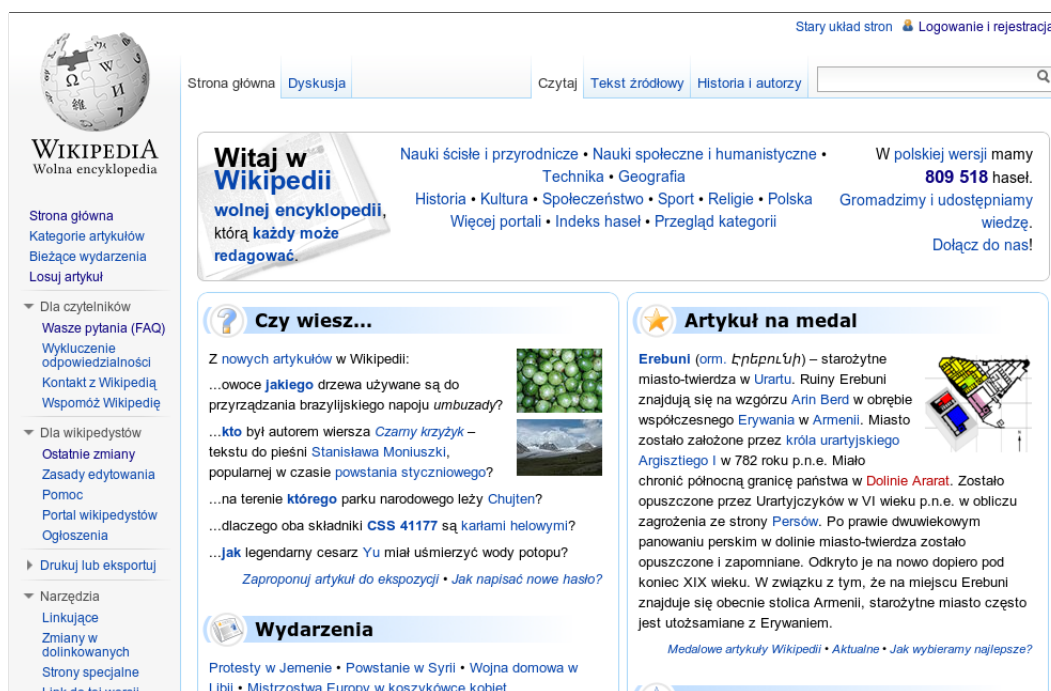 Stary układ stron Logowanie i rejestracja
Strona główna Dyskusja Czytaj Tekst źródłowy Historia i autorzy
WIKIPEDIA
Wolna encyklopedia
Strona główna
Kategorie artykułów
Bieżące wydarzenia
Losuj artykuł
Dla czytelników
Wasze pytania (FAQ)
Wykluczenie
odpowiedzialności
Kontakt z Wikipedią
Wspomóż Wikipedię
Dla wikipedystów
Ostatnie zmiany
Zasady edytowania
Pomoc
Portal wikipedystów
Ogłoszenia
Drukuj lub eksportuj
Narzędzia
Linkujące
Zmiany w
dolinkowanych
Strony specjalne
Link do tej wersji
Witaj w
Wikipedii
wolnej encyklopedii,
którą każdy może
redagować.
Nauki ścisłe i przyrodnicze • Nauki społeczne i humanistyczne •
Technika • Geografia
Historia • Kultura • Społeczeństwo • Sport • Religie • Polska
Więcej portali • Indeks haseł • Przegląd kategorii
W polskiej wersji mamy
809 518 haseł.
Gromadzimy i udostępniamy
wiedzę.
Dołącz do nas!
Czy wiesz...
Z nowych artykułów w Wikipedii:
...owoce jakiego drzewa używane są do
przyrządzania brazylijskiego napoju umbuzady?
...kto był autorem wiersza Czarny krzyżyk –
tekstu do pieśni Stanisława Moniuszki,
popularnej w czasie powstania styczniowego?
...na terenie którego parku narodowego leży Chujten?
...dlaczego oba składniki CSS 41177 są karłami helowymi?
...jak legendarny cesarz Yu miał uśmierzyć wody potopu?
Zaproponuj artykuł do ekspozycji • Jak napisać nowe hasło?
Wydarzenia
Protesty w Jemenie • Powstanie w Syrii • Wojna domowa w
Libii • Mistrzostwa Europy w koszykówce kobiet
Artykuł na medal
Erebuni (orm. Էրեբունի) – starożytne
miasto-twierdza w Urartu. Ruiny Erebuni
znajdują się na wzgórzu Arin Berd w obrębie
współczesnego Erywania w Armenii. Miasto
zostało założone przez króla urartyjskiego
Argisztiego I w 782 roku p.n.e. Miało
chronić północną granicę państwa w Dolinie Ararat. Zostało
opuszczone przez Urartyjczyków w VI wieku p.n.e. w obliczu
zagrożenia ze strony Persów. Po prawie dwuwiekowym
panowaniu perskim w dolinie miasto-twierdza zostało
opuszczone i zapomniane. Odkryto je na nowo dopiero pod
koniec XIX wieku. W związku z tym, że na miejscu Erebuni
znajduje się obecnie stolica Armenii, starożytne miasto często
jest utożsamiane z Erywaniem.
Medalowe artykuły Wikipedii • Aktualne • Jak wybieramy najlepsze?